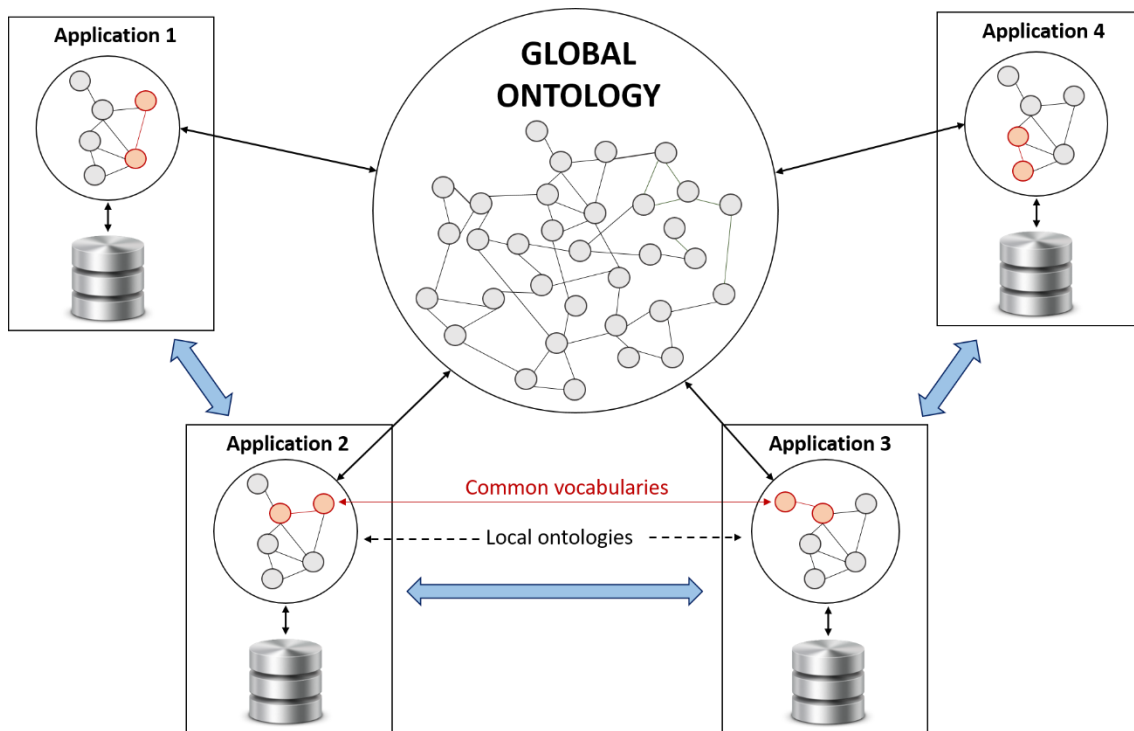 Application 1
GLOBAL
ONTOLOGY
Application 4
Application 2
Application 3
Common vocabularies
Local ontologies